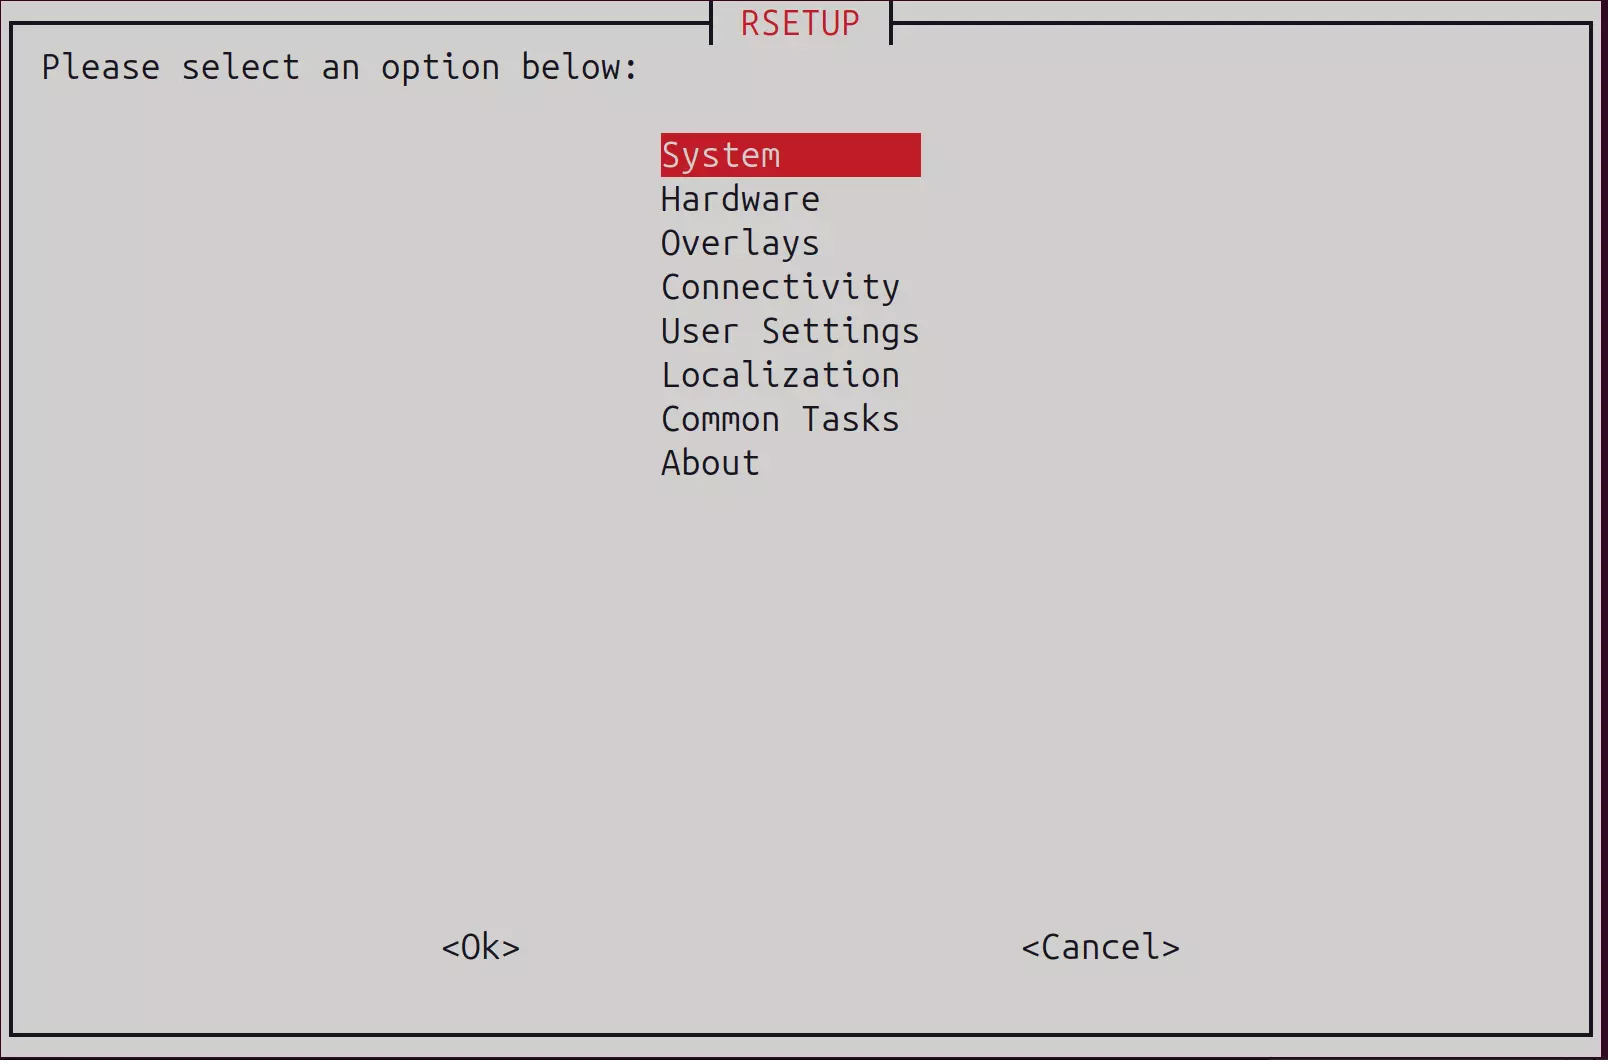 RSETUP
Please select an option below:
System
Hardware
Overlays
Connectivity
User Settings
Localization
Common Tasks
About
<Ok> <Cancel>